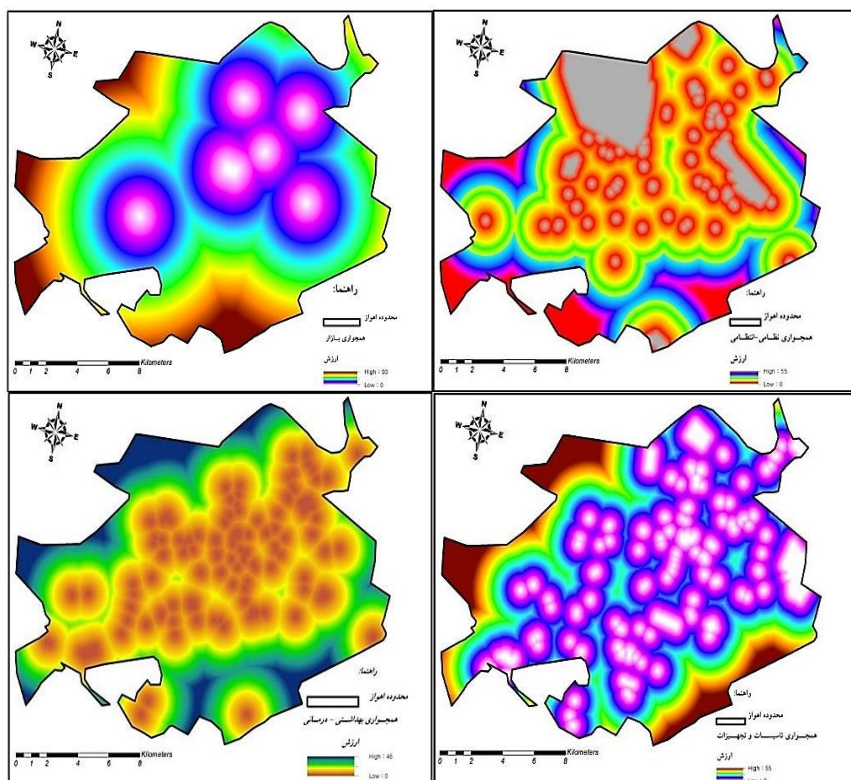 N
W E
S
راهنما:
محدوده اهواز
همجواری بازار
ارزش
High : 93
Low : 0
Kilometers
0 1 2 4 6 8
N
W E
S
راهنما:
محدوده اهواز
همجواری نظامی-انتظامی
ارزش
High : 55
Low : 0
Kilometers
0 1 2 4 6 8
N
W E
S
راهنما:
محدوده اهواز
همجواری بهداشتی - درمانی
ارزش
High : 46
Low : 0
Kilometers
0 1 2 4 6 8
N
W E
S
راهنما:
محدوده اهواز
همجواری تاسیسات و تجهیزات
ارزش
High : 55
Kilometers
0 1 2 4 6 8